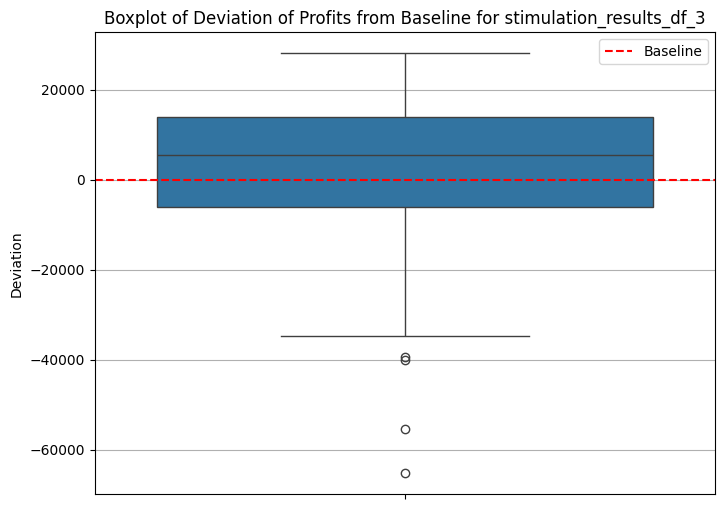 Boxplot of Deviation of Profits from Baseline for stimulation_results_df_3
Baseline
20000
0
−20000
−40000
−60000
Deviation